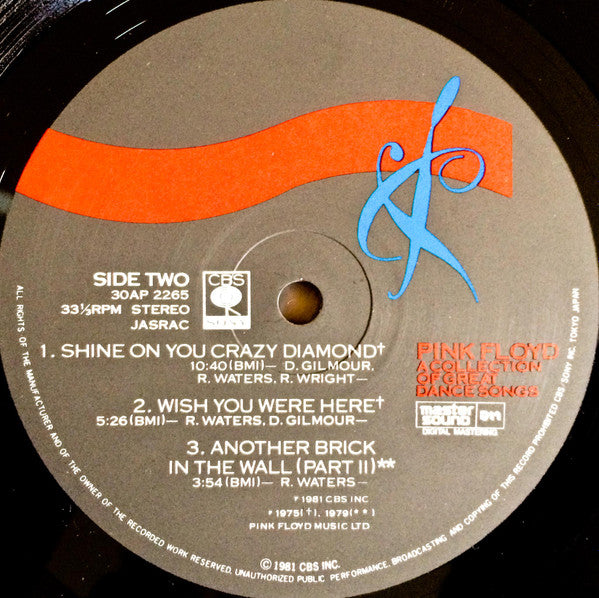 SIDE TWO
30AP 2265
33⅓RPM STEREO
JASRAC
CBS
SONY
1. SHINE ON YOU CRAZY DIAMOND†
10:40 (BMI)— D. GILMOUR,
R. WATERS, R. WRIGHT—
2. WISH YOU WERE HERE†
5:26 (BMI)— R. WATERS, D. GILMOUR—
3. ANOTHER BRICK
IN THE WALL (PART II)**
3:54 (BMI)— R. WATERS—
℗1981 CBS INC
℗1975(†), 1979(**)
PINK FLOYD MUSIC LTD
PINK FLOYD
A COLLECTION
OF GREAT
DANCE SONGS
master
sound
DIGITAL MASTERING
©1981 CBS INC.
ALL RIGHTS OF THE MANUFACTURER AND OF THE OWNER OF THE RECORDED WORK RESERVED. UNAUTHORIZED PUBLIC PERFORMANCE, BROADCASTING AND COPYING OF THIS RECORD PROHIBITED CBS/SONY INC. TOKYO JAPAN